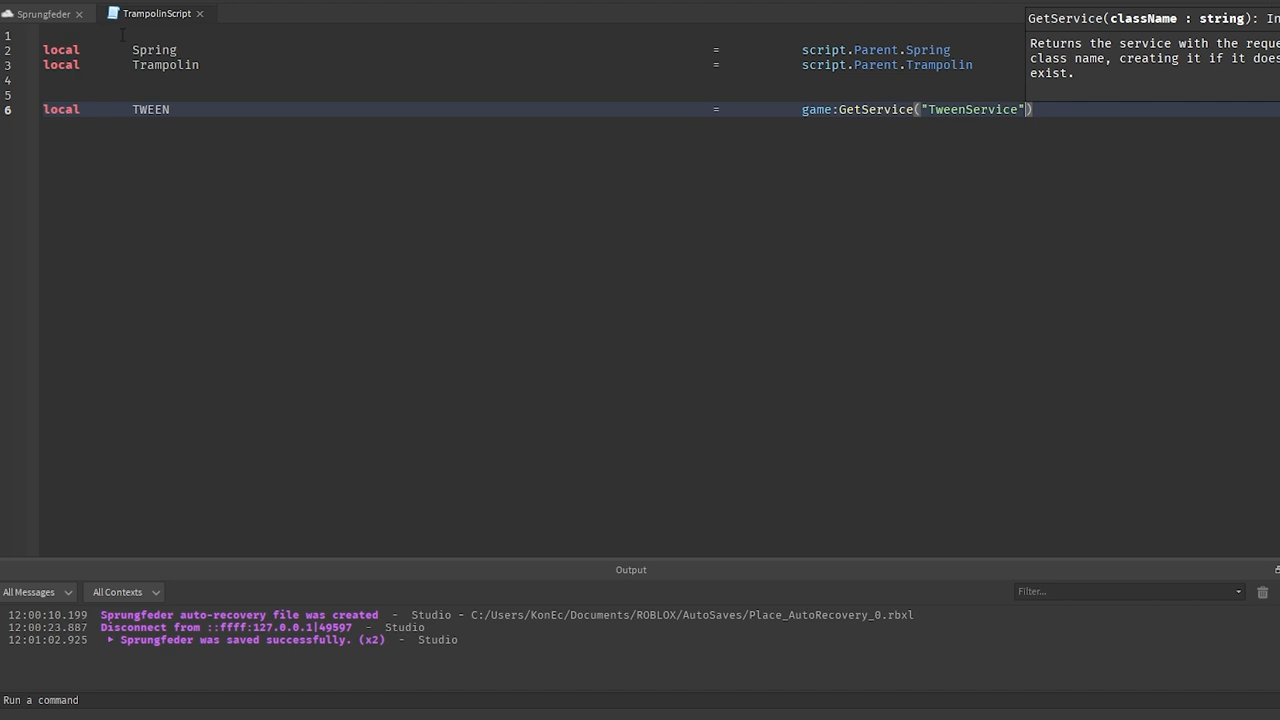 Sprungfeder
TrampolinScript
GetService(className : string): In
Returns the service with the reque
class name, creating it if it does
exist.
1
2 local Spring = script.Parent.Spring
3 local Trampolin = script.Parent.Trampolin
4
5
6 local TWEEN = game:GetService("TweenService")
Output
All Messages All Contexts Filter...
12:00:10.199 Sprungfeder auto-recovery file was created - Studio - C:/Users/KonEc/Documents/ROBLOX/AutoSaves/Place_AutoRecovery_0.rbxl
12:00:23.887 Disconnect from ::ffff:127.0.0.1|49597 - Studio
12:01:02.925 Sprungfeder was saved successfully. (x2) - Studio
Run a command